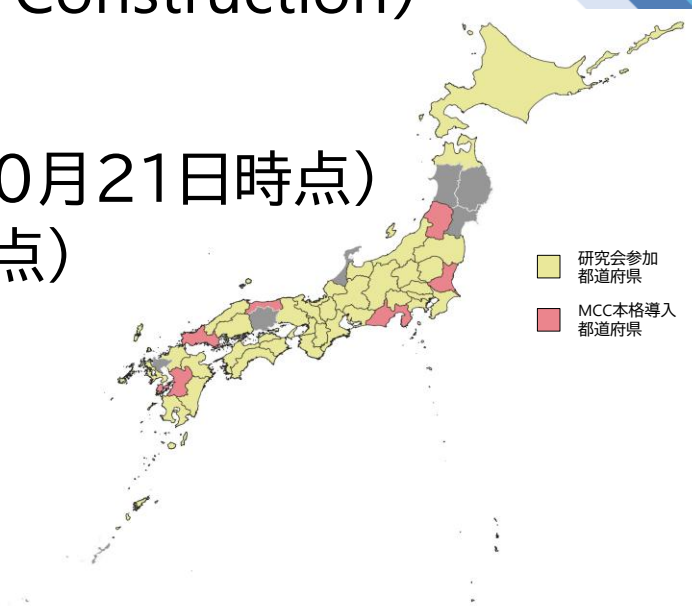 Construction)
0月21日時点)
点)
研究会参加
都道府県
MCC本格導入
都道府県